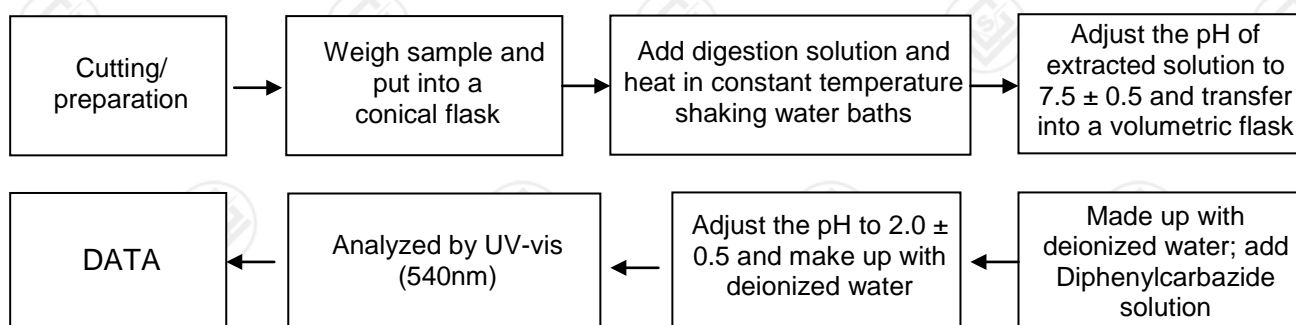 Cutting/
preparation
Weigh sample and
put into a
conical flask
Add digestion solution and
heat in constant temperature
shaking water baths
Adjust the pH of
extracted solution to
7.5 ± 0.5 and transfer
into a volumetric flask
Made up with
deionized water; add
Diphenylcarbazide
solution
Adjust the pH to 2.0 ±
0.5 and make up with
deionized water
Analyzed by UV-vis
(540nm)
DATA